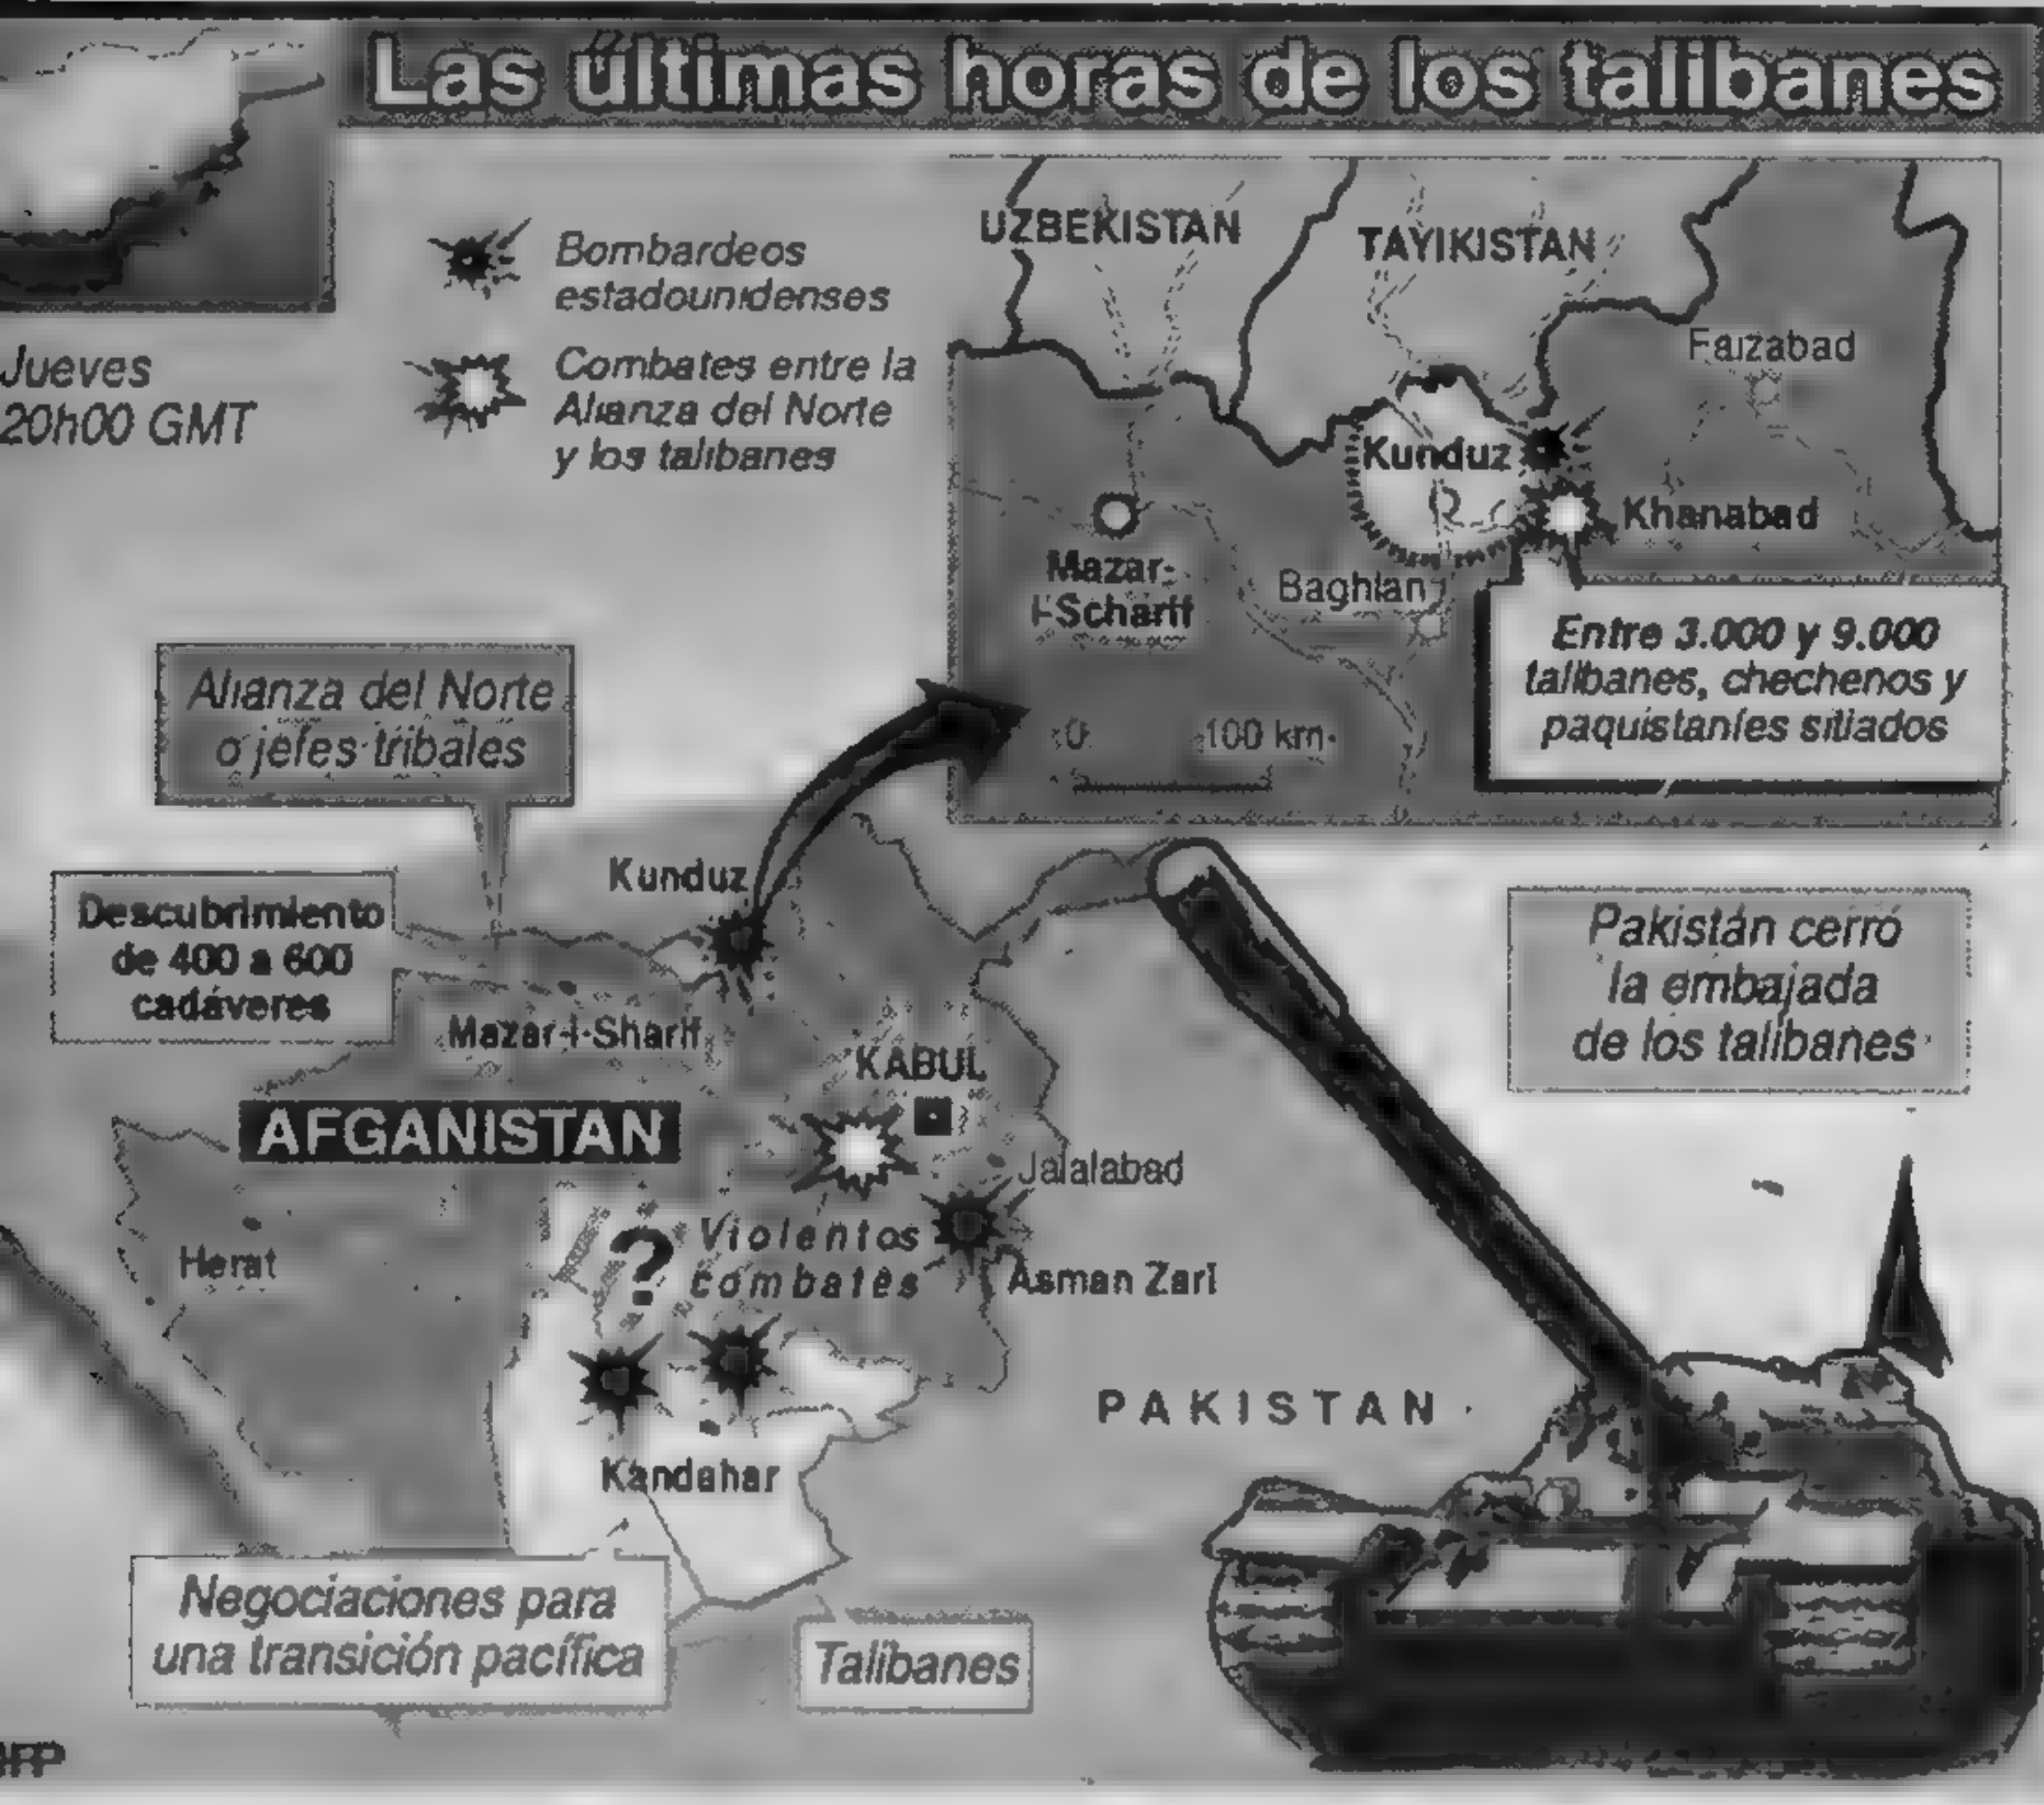 Las últimas horas de los talibanes
Jueves
20h00 GMT
Bombardeos
estadounidenses
Combates entre la
Alianza del Norte
y los talibanes
UZBEKISTAN
TAYIKISTAN
Faizabad
Kunduz
Khanabad
Mazar-
I-Scharif
Baghlan
Entre 3.000 y 9.000
talibanes, chechenos y
paquistaníes sitiados
0 100 km
Alianza del Norte
o jefes tribales
Kunduz
Descubrimiento
de 400 a 600
cadáveres
Mazar-I-Sharif
KABUL
AFGANISTAN
Jalalabad
Herat
?
Violentos
combates
Asman Zari
Kandahar
PAKISTAN
Pakistán cerró
la embajada
de los talibanes
Negociaciones para
una transición pacífica
Talibanes